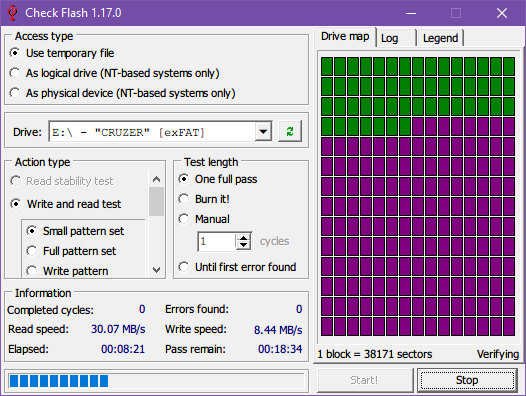 Check Flash 1.17.0
Access type
Use temporary file
As logical drive (NT-based systems only)
As physical device (NT-based systems only)
Drive: E:\ - "CRUZER" [exFAT]
Action type
Read stability test
Write and read test
Small pattern set
Full pattern set
Write pattern
Test length
One full pass
Burn it!
Manual
1 cycles
Until first error found
Information
Completed cycles: 0 Errors found: 0
Read speed: 30.07 MB/s Write speed: 8.44 MB/s
Elapsed: 00:08:21 Pass remain: 00:18:34
Drive map Log Legend
1 block = 38171 sectors Verifying
Start! Stop